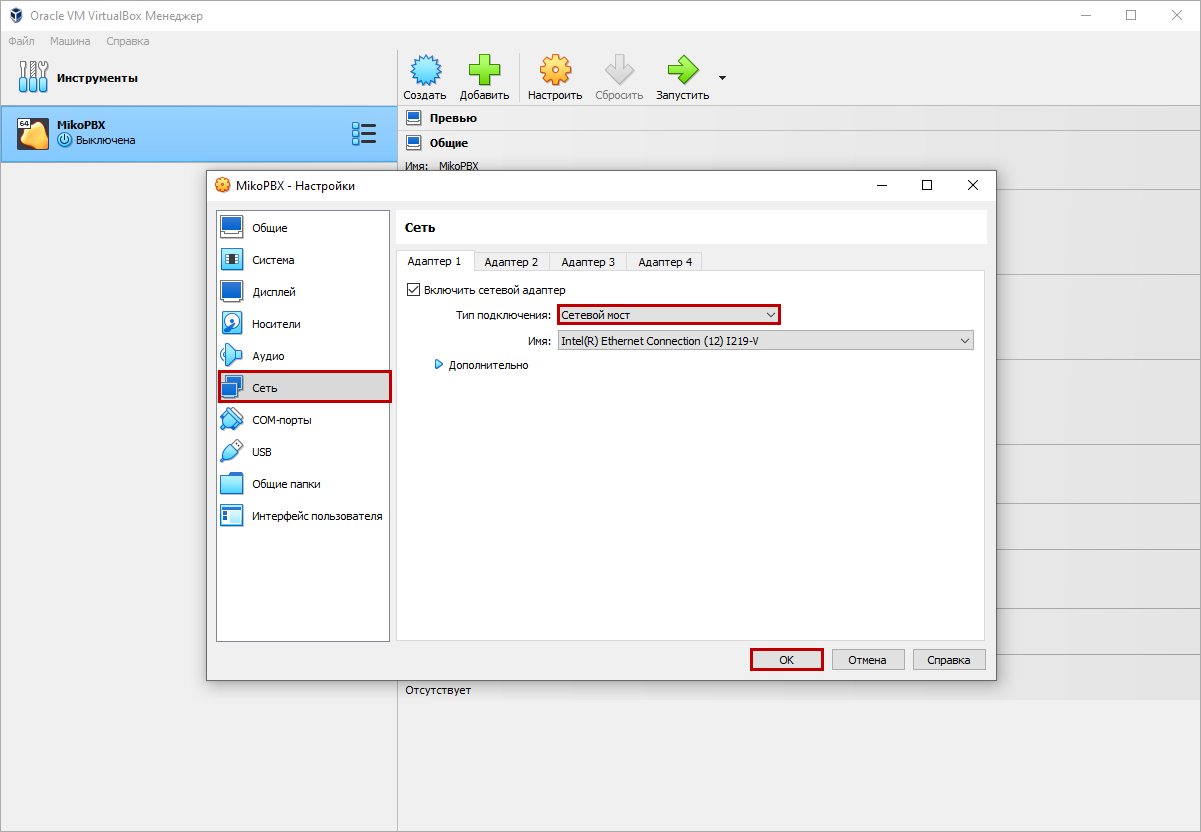 Oracle VM VirtualBox Менеджер
Файл Машина Справка
Инструменты
Создать Добавить Настроить Сбросить Запустить
64
MikoPBX
Выключена
Превью
Общие
Имя: MikoPBX
MikoPBX - Настройки
Общие
Система
Дисплей
Носители
Аудио
Сеть
COM-порты
USB
Общие папки
Интерфейс пользователя
Сеть
Адаптер 1 Адаптер 2 Адаптер 3 Адаптер 4
Включить сетевой адаптер
Тип подключения: Сетевой мост
Имя: Intel(R) Ethernet Connection (12) I219-V
Дополнительно
OK Отмена Справка
Отсутствует